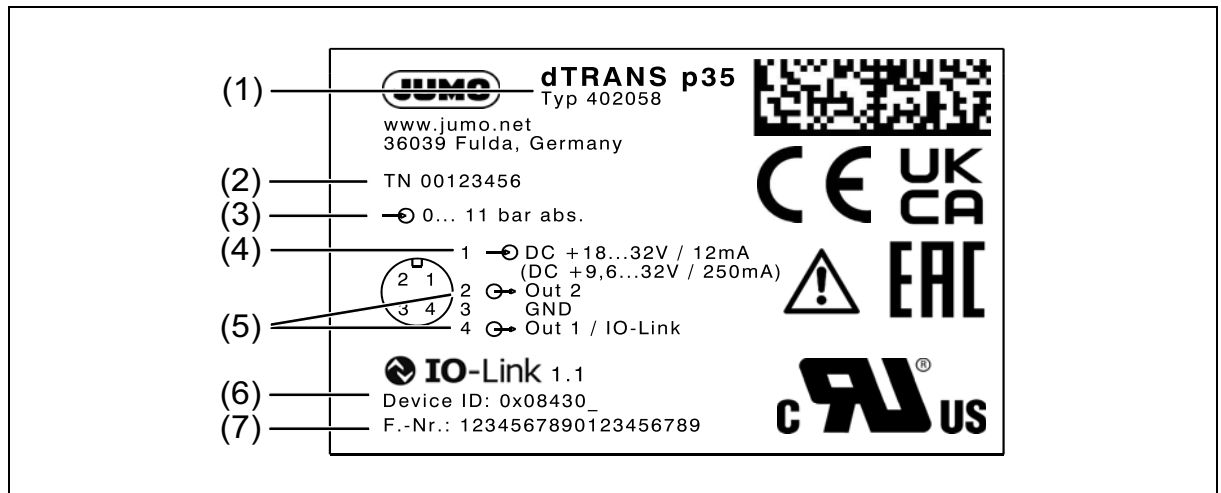 (1)
JUMO
dTRANS p35
Typ 402058
www.jumo.net
36039 Fulda, Germany
(2) TN 00123456
(3) 0... 11 bar abs.
(4) 1 DC +18...32V / 12mA
(DC +9,6...32V / 250mA)
2 1
3 4
(5)
2 Out 2
3 GND
4 Out 1 / IO-Link
IO-Link 1.1
(6) Device ID: 0x08430_
(7) F.-Nr.: 1234567890123456789
CE
UK
CA
EAC
C RU ® US